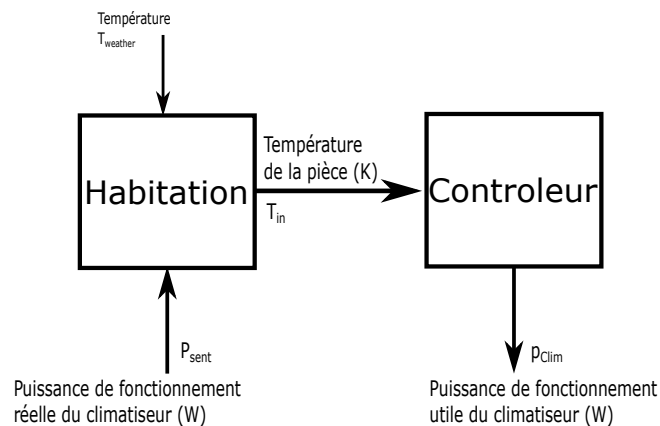 Température
T_weather
Habitation
Température
de la pièce (K)
T_in
Controleur
P_sent
Puissance de fonctionnement
réelle du climatiseur (W)
p_Clim
Puissance de fonctionnement
utile du climatiseur (W)